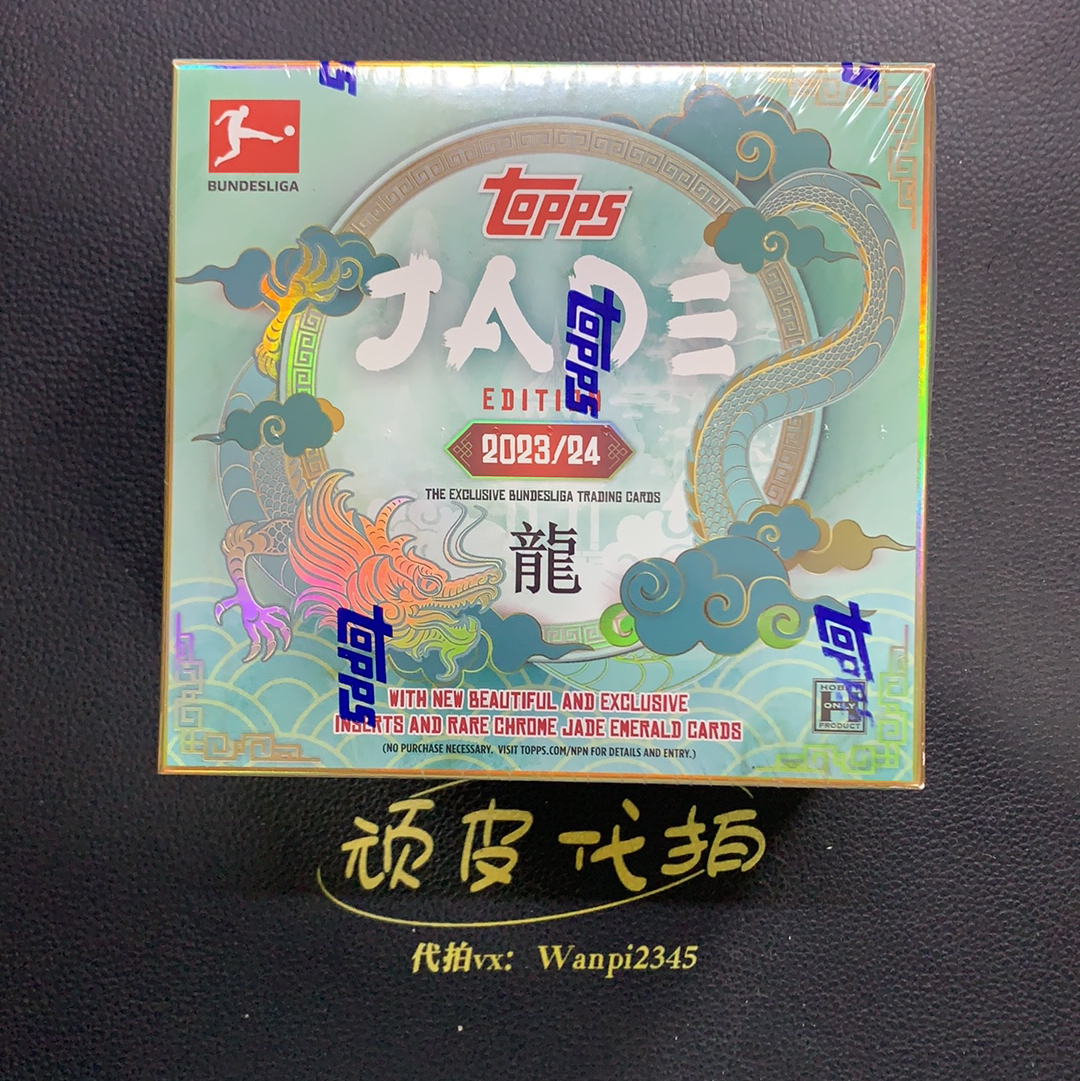 BUNDESLIGA
topps
JADE
topps
EDITION
2023/24
THE EXCLUSIVE BUNDESLIGA TRADING CARDS
龍
topps
topps
WITH NEW BEAUTIFUL AND EXCLUSIVE
INSERTS AND RARE CHROME JADE EMERALD CARDS
HOBBY
ONLY
PRODUCT
(NO PURCHASE NECESSARY. VISIT TOPPS.COM/NPN FOR DETAILS AND ENTRY.)
顽皮代拍
代拍vx: Wanpi2345